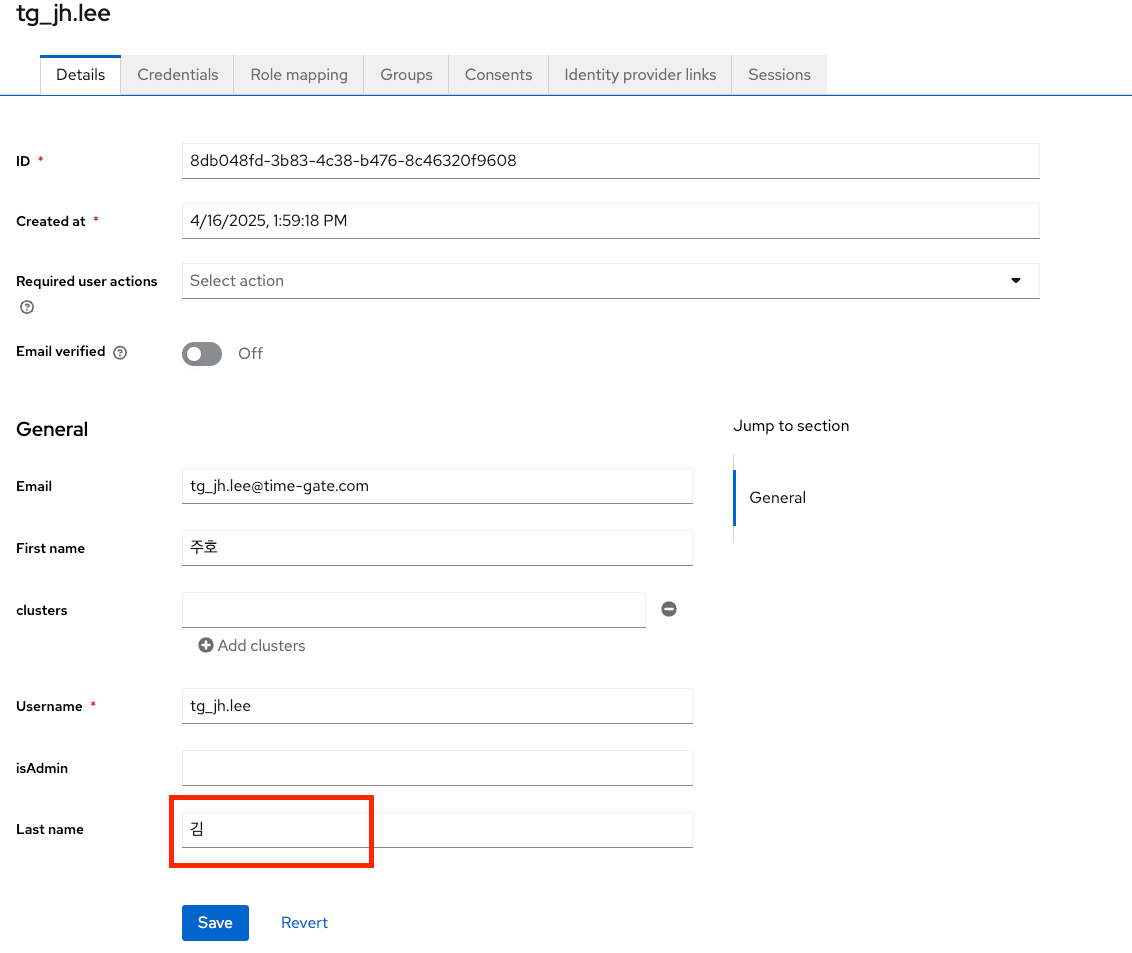 tg_jh.lee
Details Credentials Role mapping Groups Consents Identity provider links Sessions
ID * 8db048fd-3b83-4c38-b476-8c46320f9608
Created at * 4/16/2025, 1:59:18 PM
Required user actions Select action
Email verified Off
General
Jump to section
General
Email tg_jh.lee@time-gate.com
First name 주호
clusters
Add clusters
Username * tg_jh.lee
isAdmin
Last name 김
Save Revert